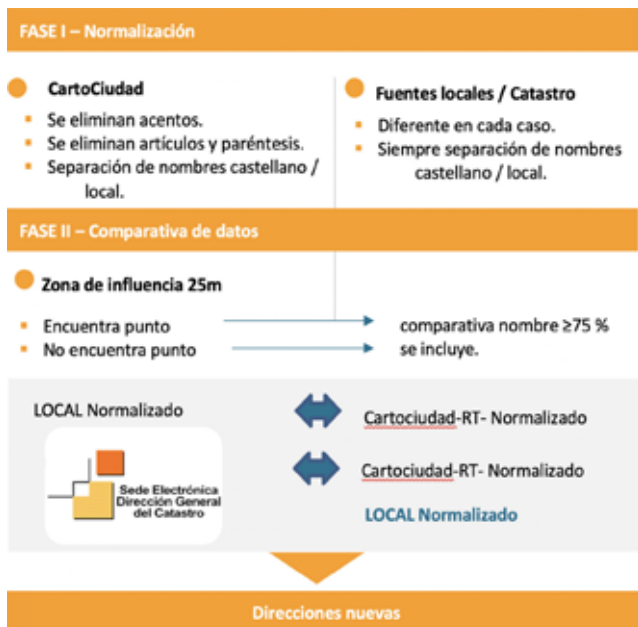 FASE I – Normalización
CartoCiudad
Se eliminan acentos.
Se eliminan artículos y paréntesis.
Separación de nombres castellano /
local.
Fuentes locales / Catastro
Diferente en cada caso.
Siempre separación de nombres
castellano / local.
FASE II – Comparativa de datos
Zona de influencia 25m
Encuentra punto
comparativa nombre ≥75 %
No encuentra punto
se incluye.
LOCAL Normalizado
Cartociudad-RT- Normalizado
Sede Electrónica
Dirección General
del Catastro
Cartociudad-RT- Normalizado
LOCAL Normalizado
Direcciones nuevas